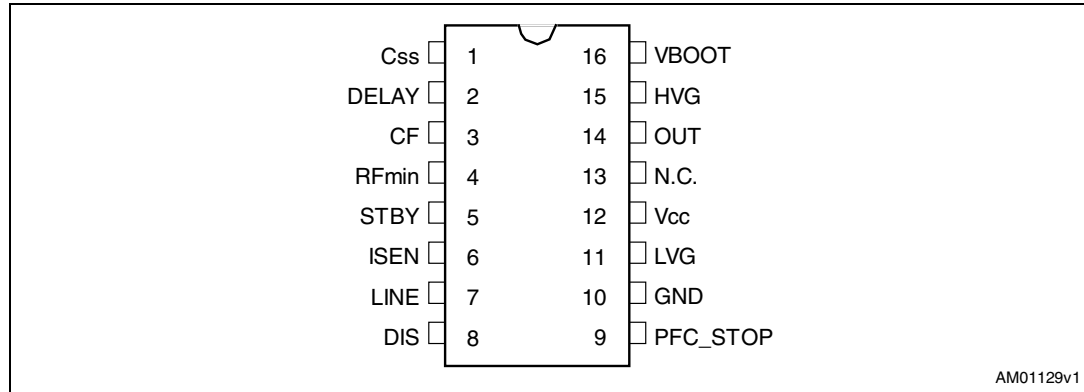 Css 1 16 VBOOT
DELAY 2 15 HVG
CF 3 14 OUT
RFmin 4 13 N.C.
STBY 5 12 Vcc
ISEN 6 11 LVG
LINE 7 10 GND
DIS 8 9 PFC_STOP
AM01129v1